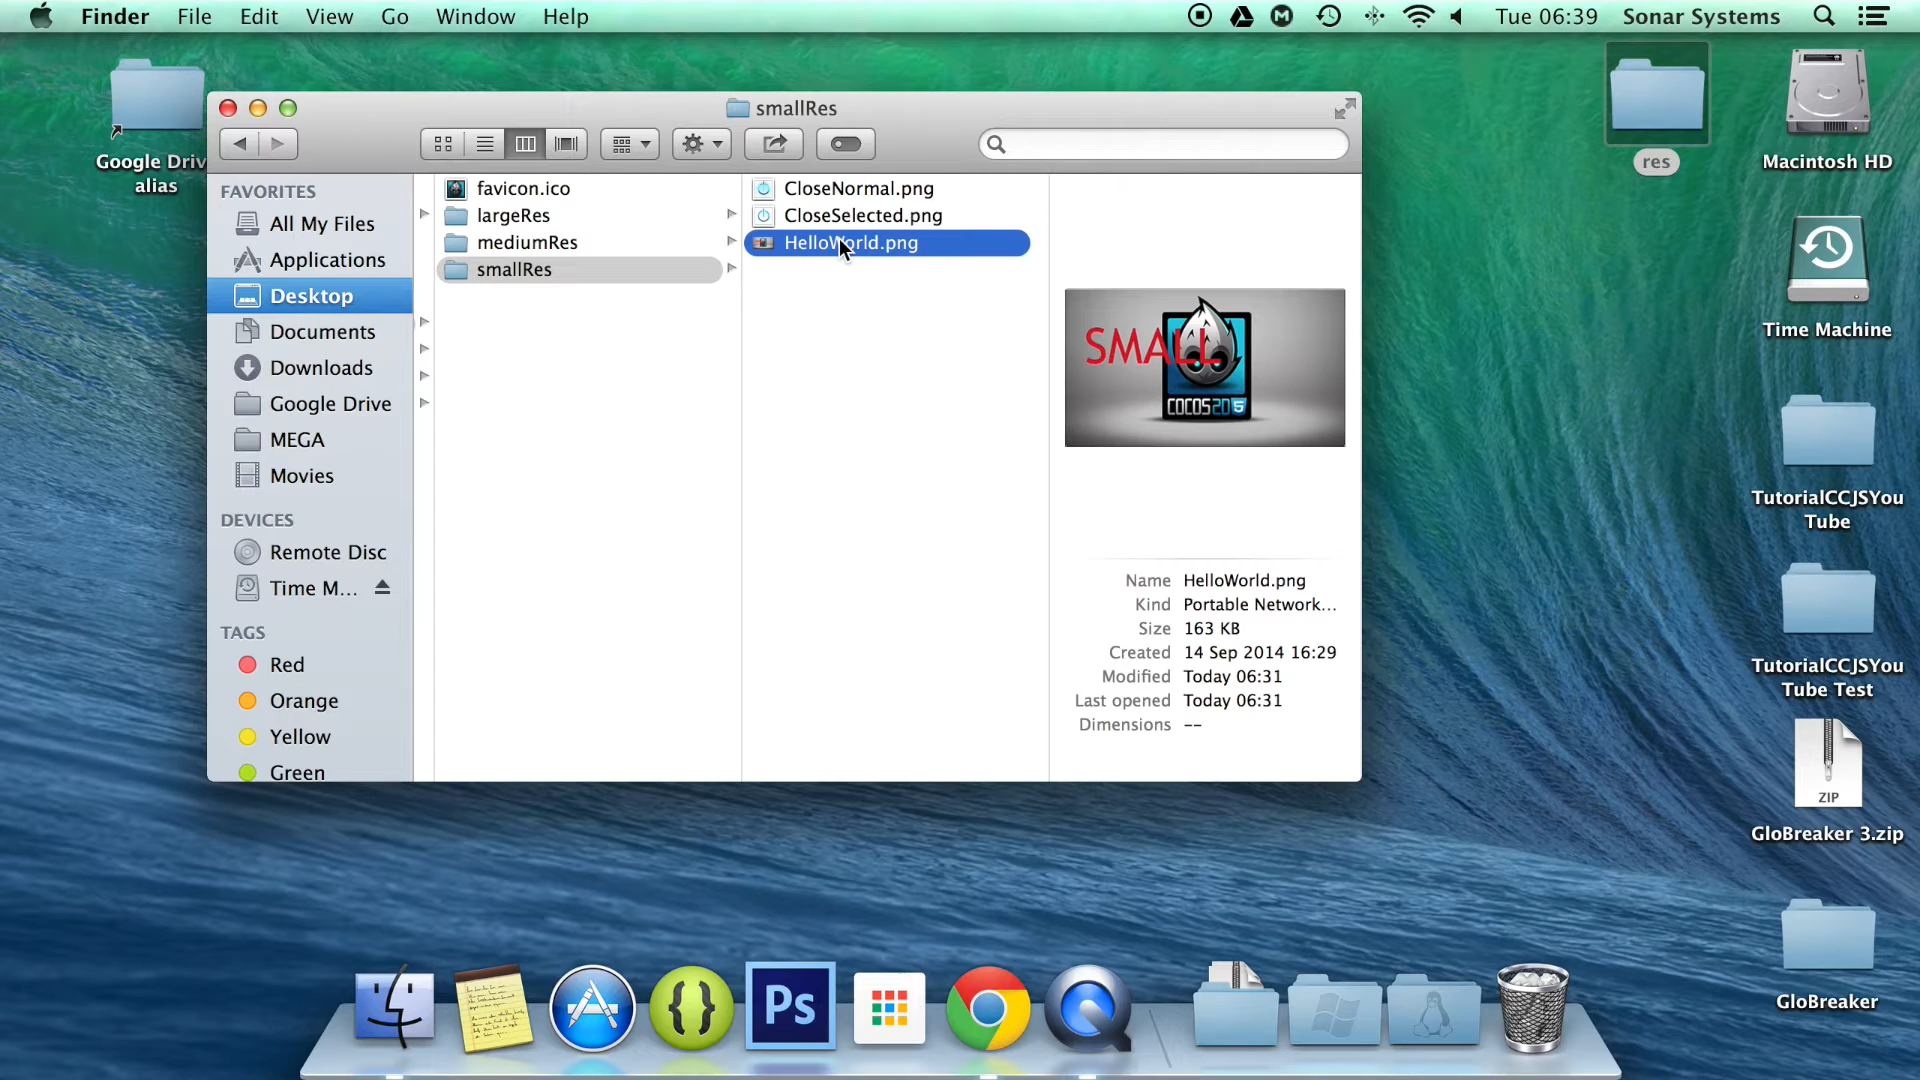 Finder File Edit View Go Window Help
Tue 06:39 Sonar Systems
smallRes
FAVORITES
All My Files
Applications
Desktop
Documents
Downloads
Google Drive
MEGA
Movies
DEVICES
Remote Disc
Time M...
TAGS
Red
Orange
Yellow
Green
favicon.ico
largeRes
mediumRes
smallRes
CloseNormal.png
CloseSelected.png
HelloWorld.png
SMALL
COCOS2D
5
Name HelloWorld.png
Kind Portable Network...
Size 163 KB
Created 14 Sep 2014 16:29
Modified Today 06:31
Last opened Today 06:31
Dimensions --
Google Driv
alias
res
Macintosh HD
Time Machine
TutorialCCJSYou
Tube
TutorialCCJSYou
Tube Test
ZIP
GloBreaker 3.zip
GloBreaker
{ }
Ps